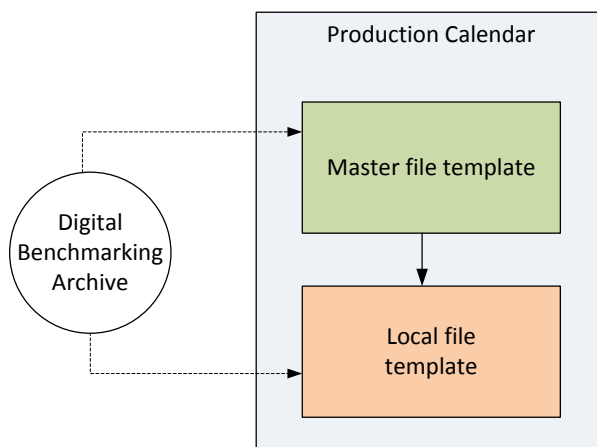 Production Calendar
Master file template
Digital
Benchmarking
Archive
Local file
template